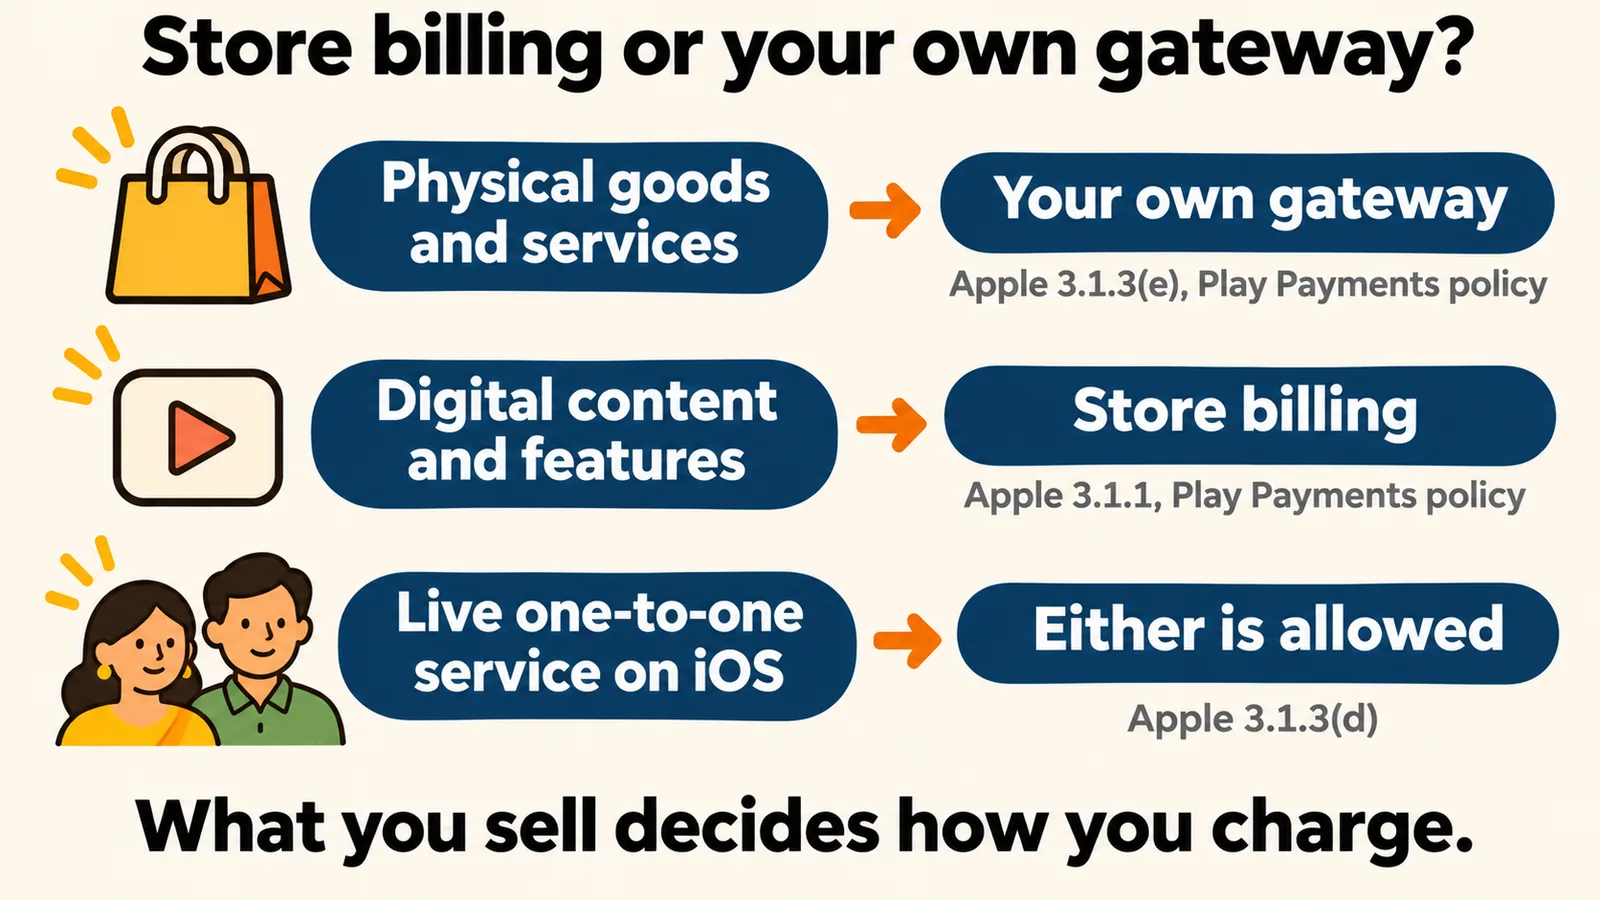 Store billing or your own gateway?
Physical goods
and services
Your own gateway
Apple 3.1.3(e), Play Payments policy
Digital content
and features
Store billing
Apple 3.1.1, Play Payments policy
Live one-to-one
service on iOS
Either is allowed
Apple 3.1.3(d)
What you sell decides how you charge.